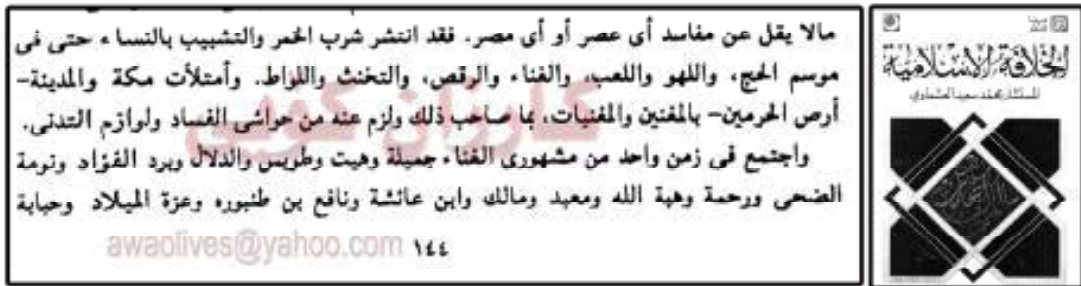 مالا يقل عن مفاسد أى عصر أو أى مصر. فقد انتشر شرب الخمر والتشبيب بالنساء حتى فى
موسم الحج، واللهو واللعب، والغناء والرقص، والتخنث واللواط. وأمتلأت مكة والمدينة-
أرض الحرمين- بالمغنين والمغنيات، بما صاحب ذلك ولزم عنه من حواشى الفساد ولوازم التدنى.
واجتمع فى زمن واحد من مشهورى الغناء جميلة وهيت وطويس والدلال وبرد الفؤاد ونومة
الضحى ورحمة وهبة الله ومعبد ومالك وابن عائشة ونافع بن طنبوره وعزة الميلاد وحبابة
awaolives@yahoo.com ١٤٤
الخلافة الإسلامية
للمستشار محمد سعيد العشماوى